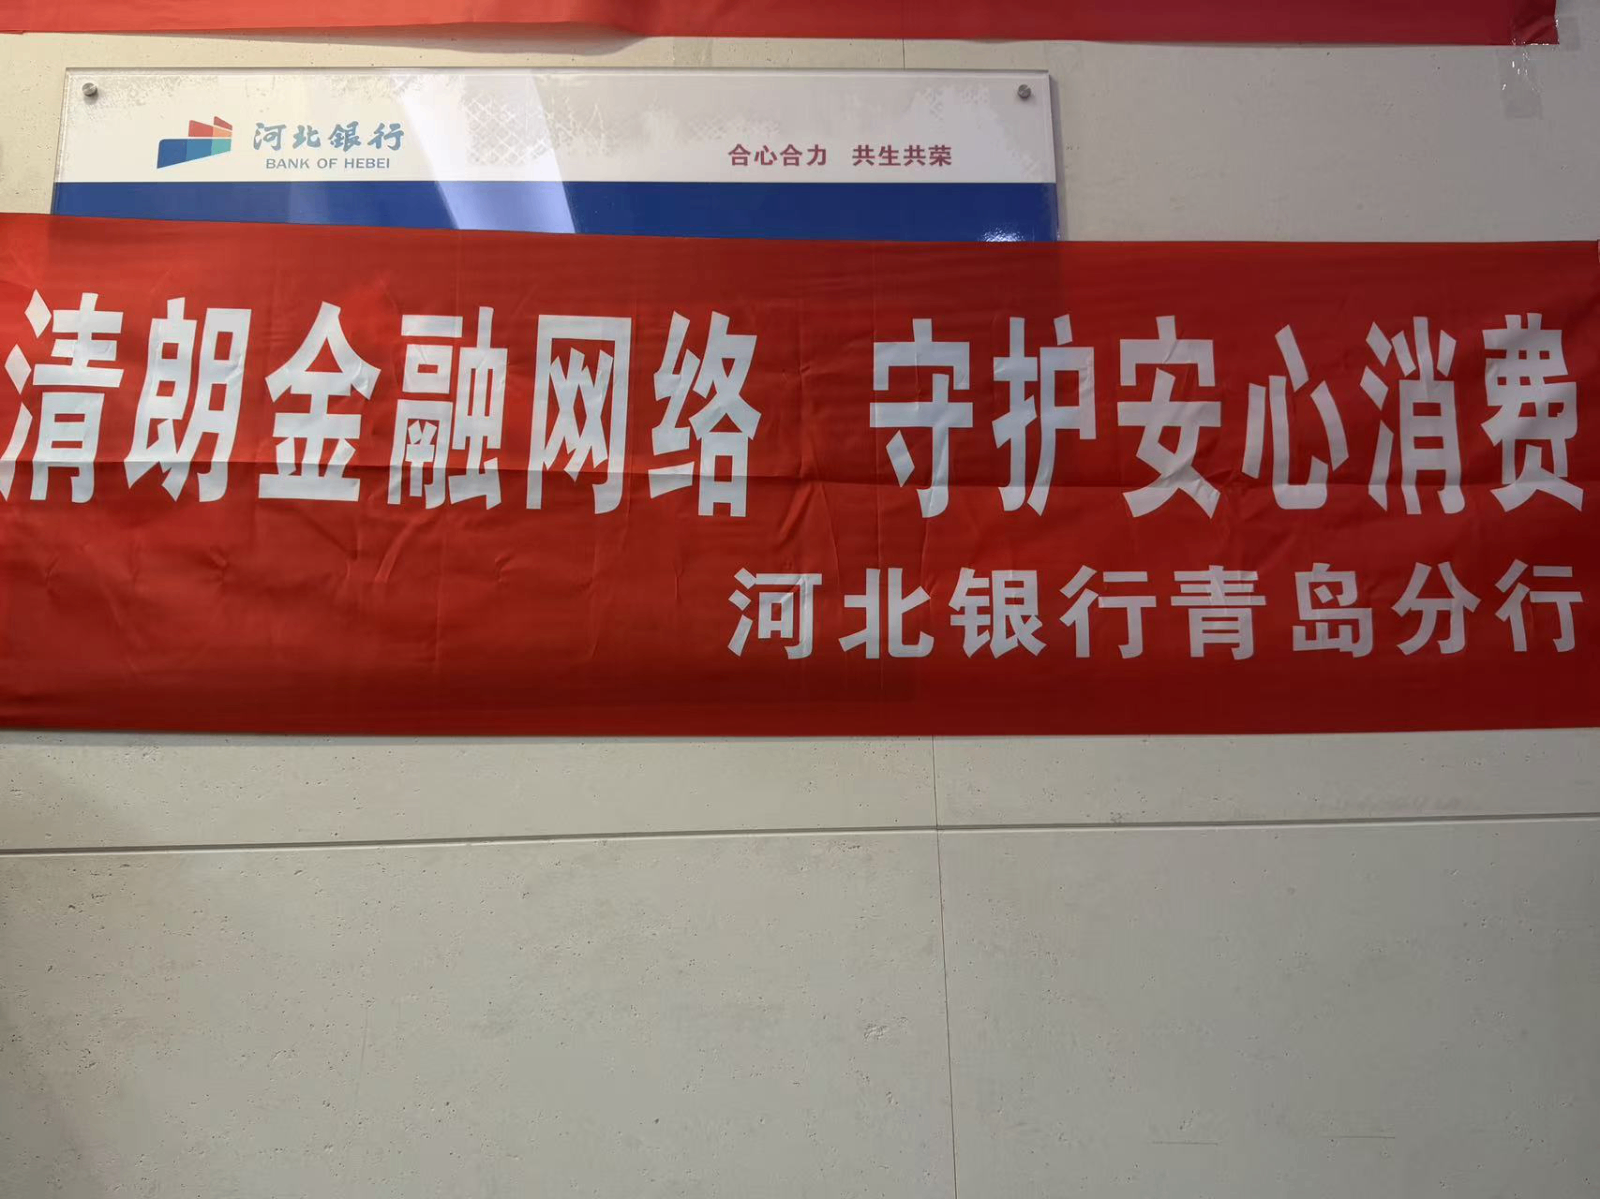 河北银行
BANK OF HEBEI
合心合力 共生共荣
清朗金融网络 守护安心消费
河北银行青岛分行